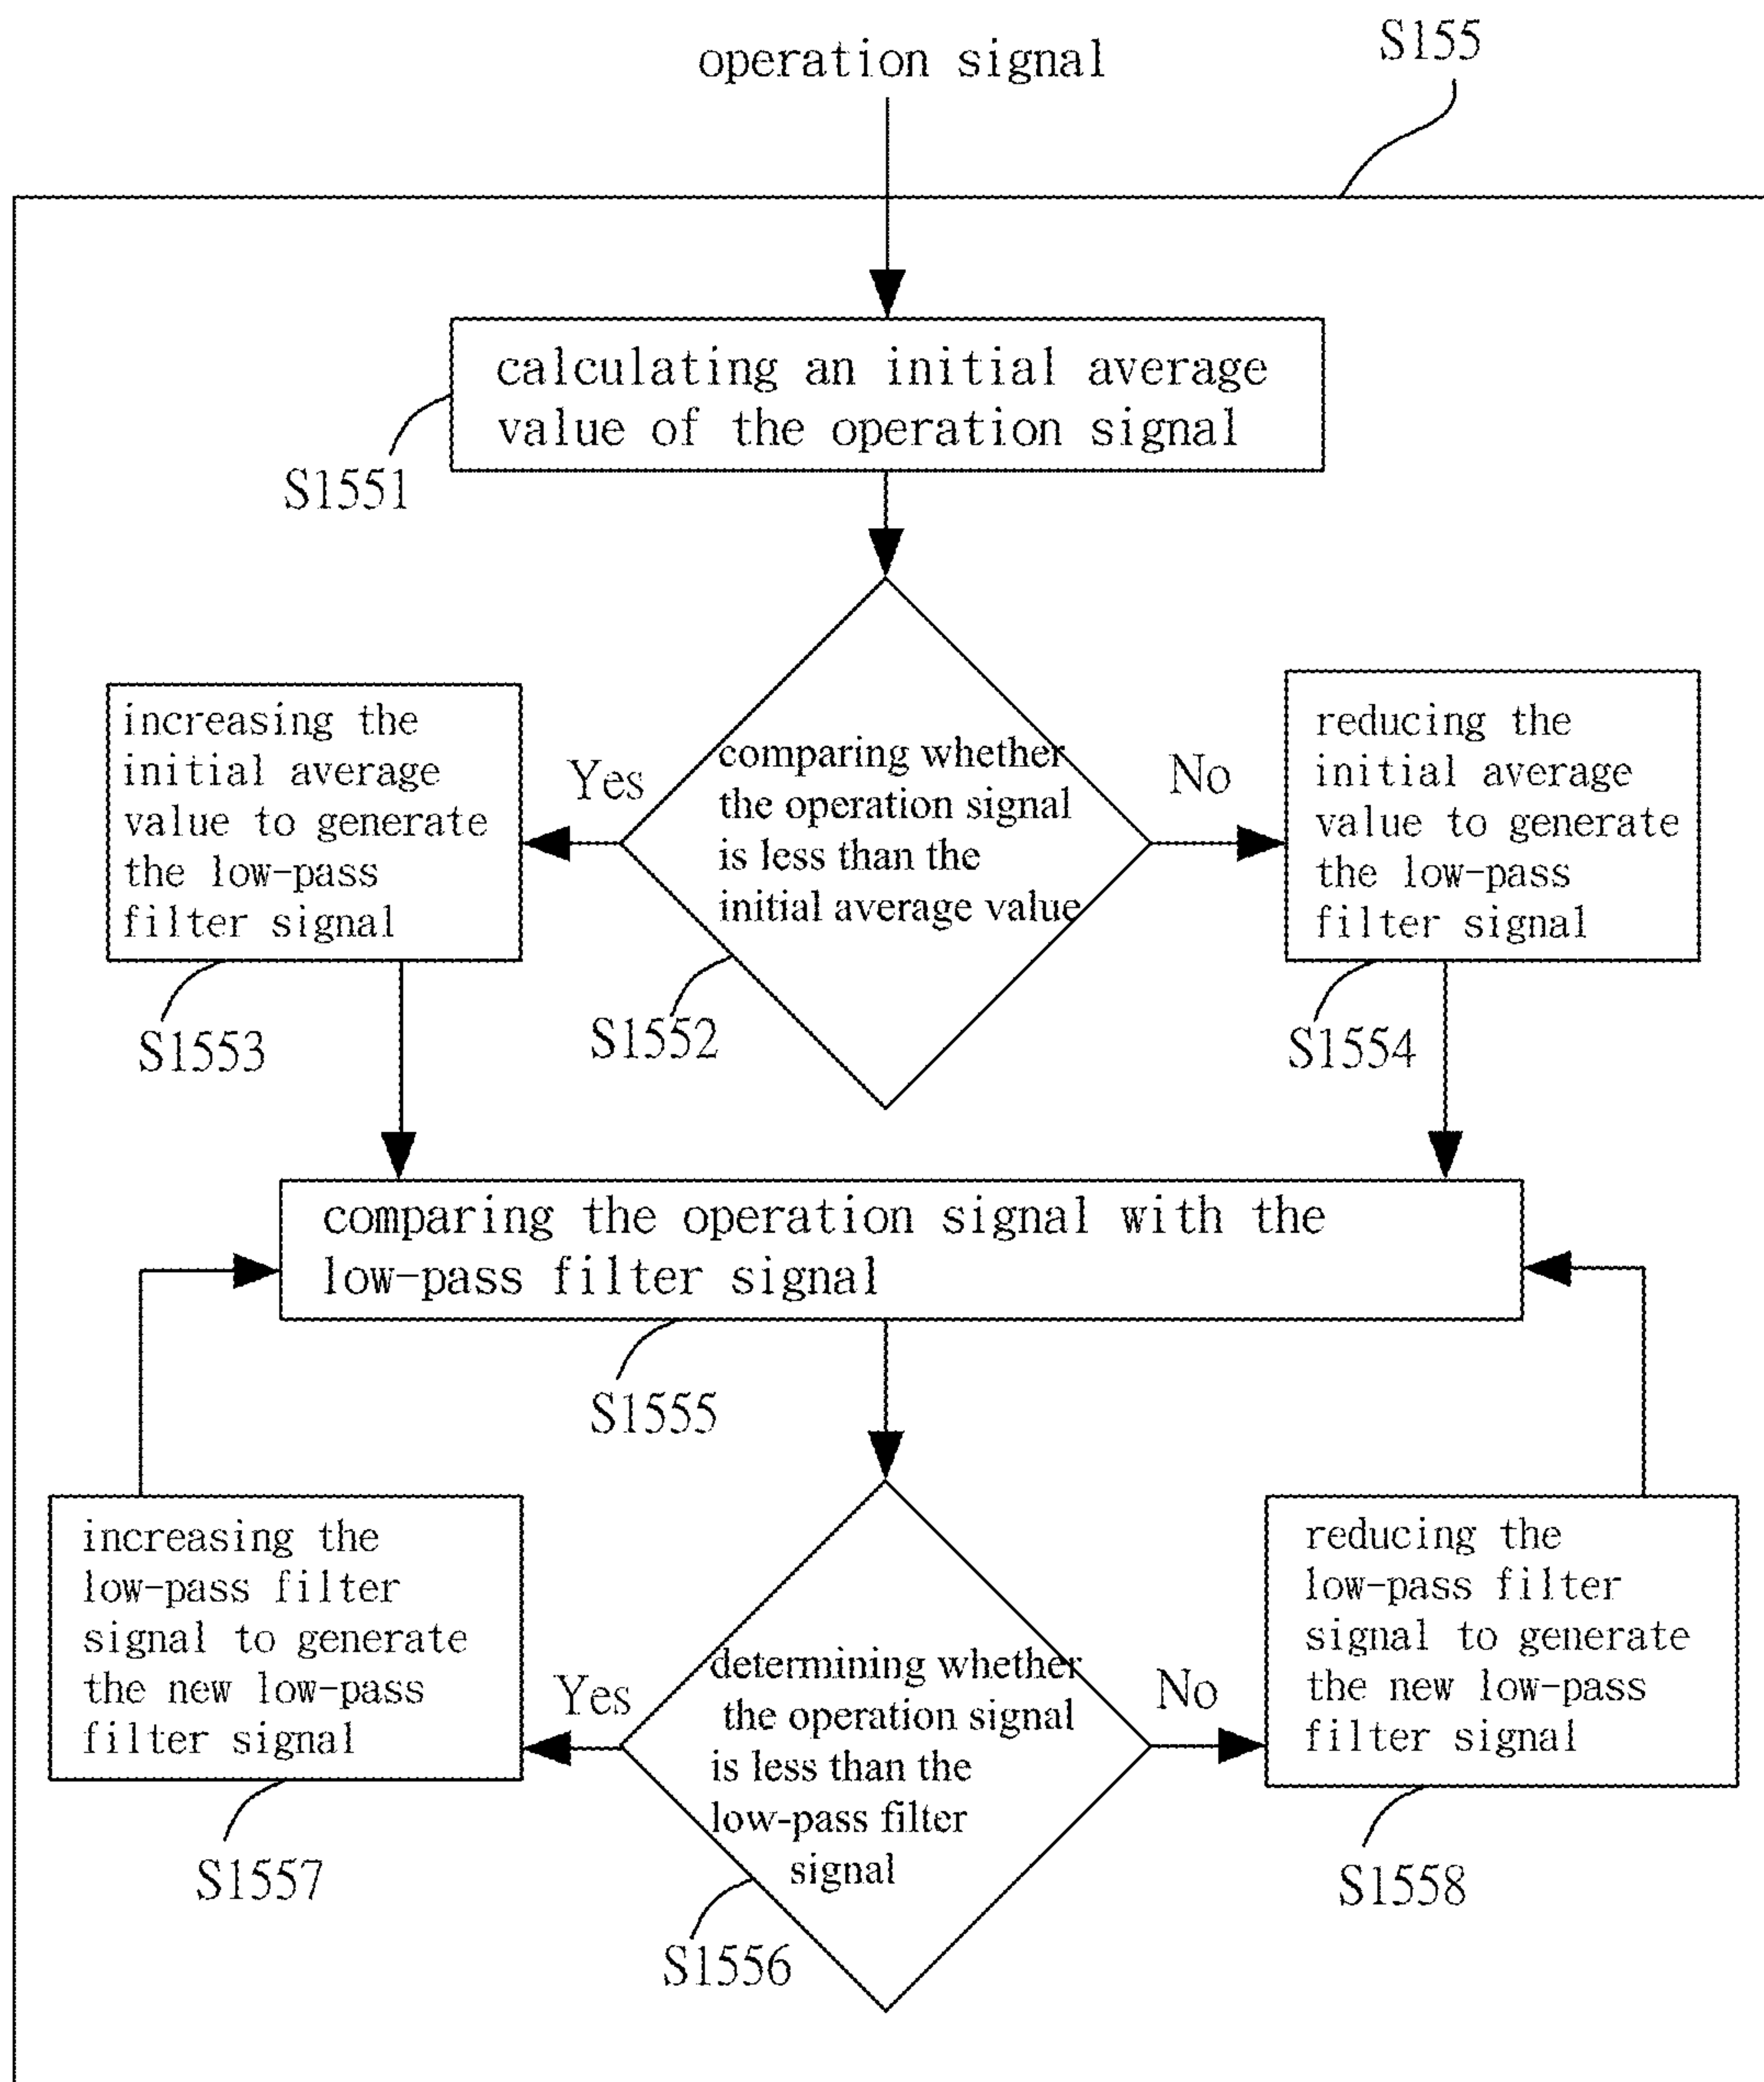 operation signal
S155
calculating an initial average
value of the operation signal
S1551
increasing the
initial average
value to generate
the low-pass
filter signal
S1553
Yes
comparing whether
the operation signal
is less than the
initial average value
S1552
No
reducing the
initial average
value to generate
the low-pass
filter signal
S1554
comparing the operation signal with the
low-pass filter signal
S1555
increasing the
low-pass filter
signal to generate
the new low-pass
filter signal
S1557
Yes
determining whether
the operation signal
is less than the
low-pass filter
signal
S1556
No
reducing the
low-pass filter
signal to generate
the new low-pass
filter signal
S1558